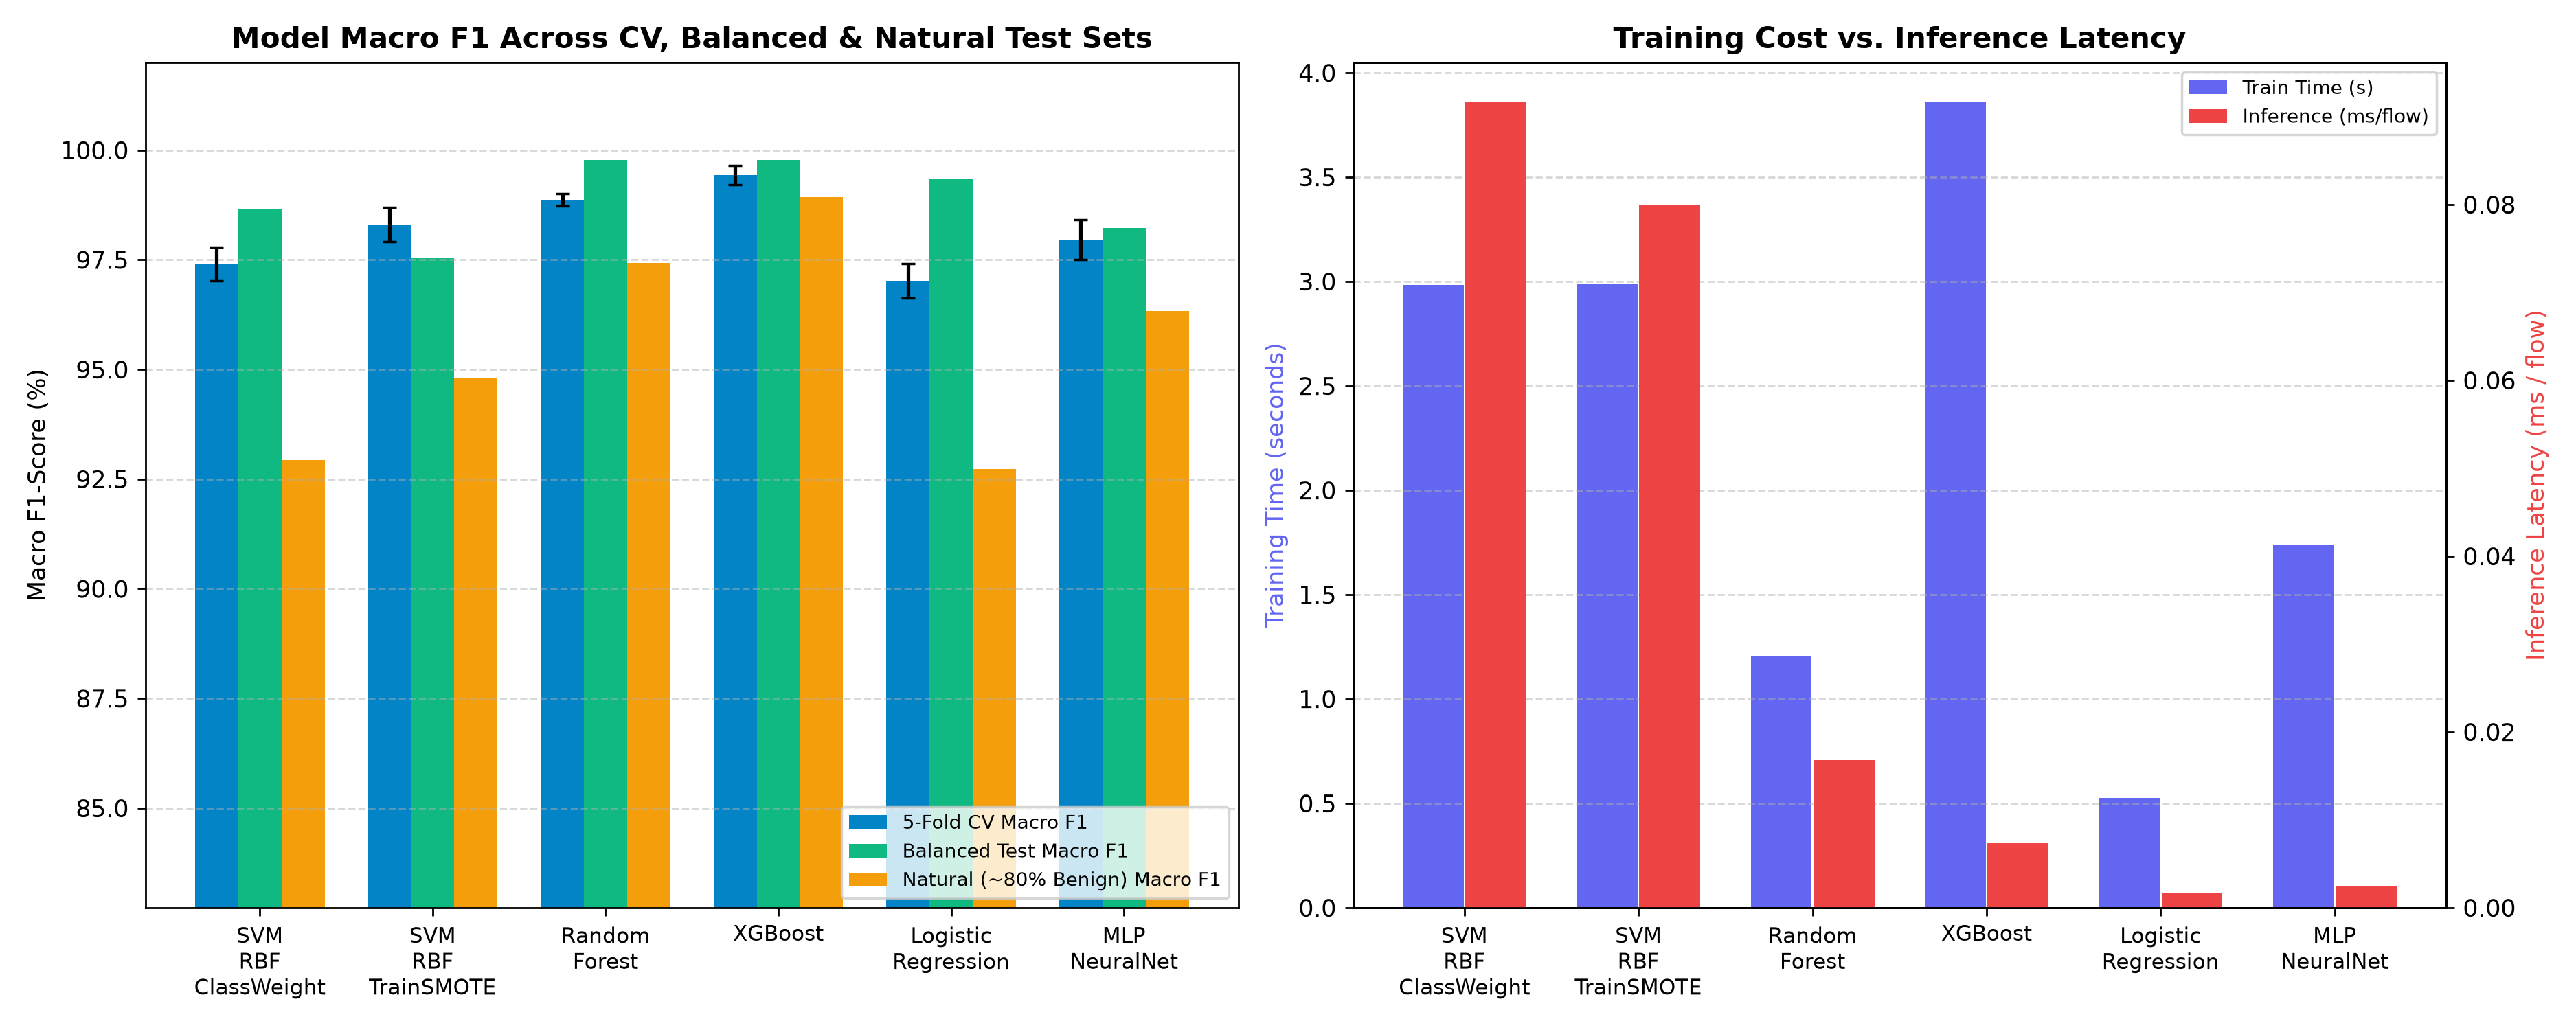 Model Macro F1 Across CV, Balanced & Natural Test Sets
Macro F1-Score (%)
100.0
97.5
95.0
92.5
90.0
87.5
85.0
5-Fold CV Macro F1
Balanced Test Macro F1
Natural (~80% Benign) Macro F1
SVM
RBF
ClassWeight
SVM
RBF
TrainSMOTE
Random
Forest
XGBoost
Logistic
Regression
MLP
NeuralNet
Training Cost vs. Inference Latency
Training Time (seconds)
4.0
3.5
3.0
2.5
2.0
1.5
1.0
0.5
0.0
Train Time (s)
Inference (ms/flow)
0.08
0.06
0.04
0.02
0.00
Inference Latency (ms / flow)
SVM
RBF
ClassWeight
SVM
RBF
TrainSMOTE
Random
Forest
XGBoost
Logistic
Regression
MLP
NeuralNet